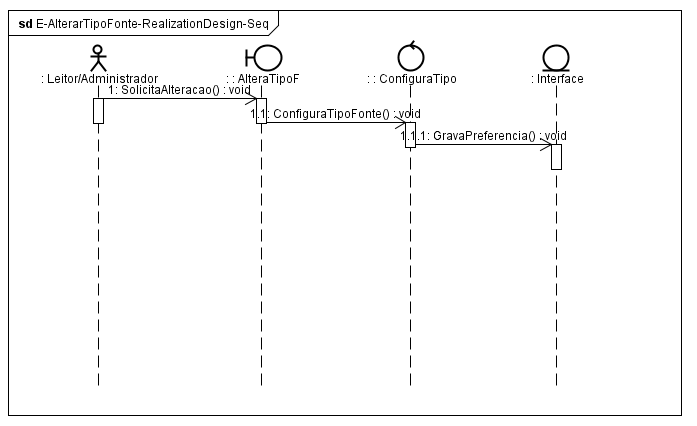 sd E-AlterarTipoFonte-RealizationDesign-Seq
: Leitor/Administrador
: : AlteraTipoF
: : ConfiguraTipo
: Interface
1: SolicitaAlteracao() : void
1.1: ConfiguraTipoFonte() : void
1.1.1: GravaPreferencia() : void